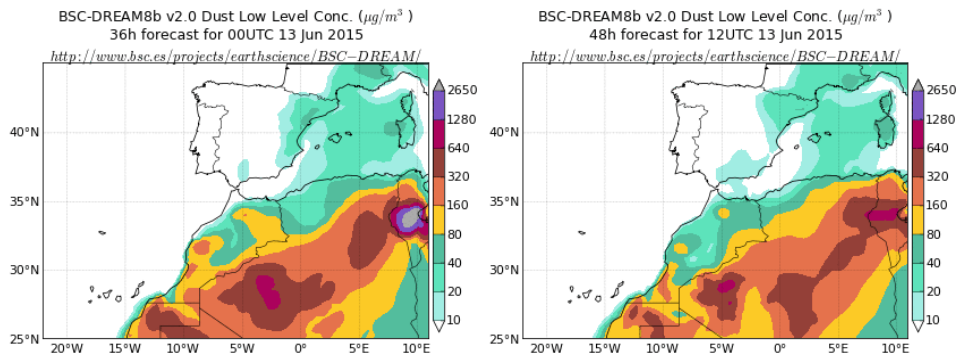 BSC-DREAM8b v2.0 Dust Low Level Conc. (μg/m³)
36h forecast for 00UTC 13 Jun 2015
http://www.bsc.es/projects/earthscience/BSC−DREAM/
40°N
35°N
30°N
25°N
20°W
15°W
10°W
5°W
0°
5°E
10°E
2650
1280
640
320
160
80
40
20
10
BSC-DREAM8b v2.0 Dust Low Level Conc. (μg/m³)
48h forecast for 12UTC 13 Jun 2015
http://www.bsc.es/projects/earthscience/BSC−DREAM/
40°N
35°N
30°N
25°N
20°W
15°W
10°W
5°W
0°
5°E
10°E
2650
1280
640
320
160
80
40
20
10